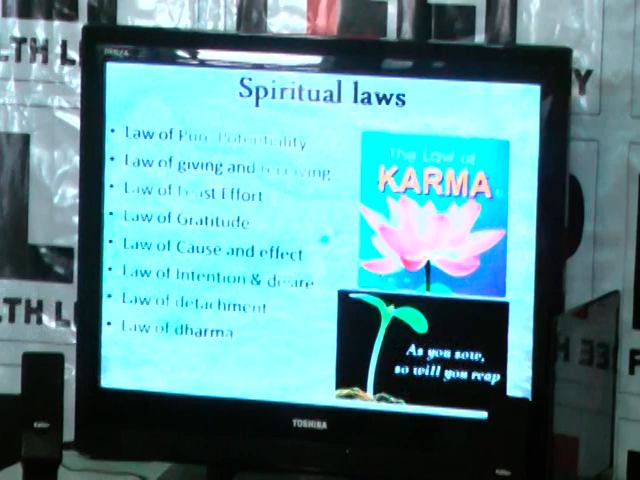 Spiritual laws
• Law of Pure Potentiality
• Law of giving and receiving
• Law of Least Effort
• Law of Gratitude
• Law of Cause and effect
• Law of Intention & desire
• Law of detachment
• Law of dharma
The Law of
KARMA
As you sow,
so will you reap
TOSHIBA